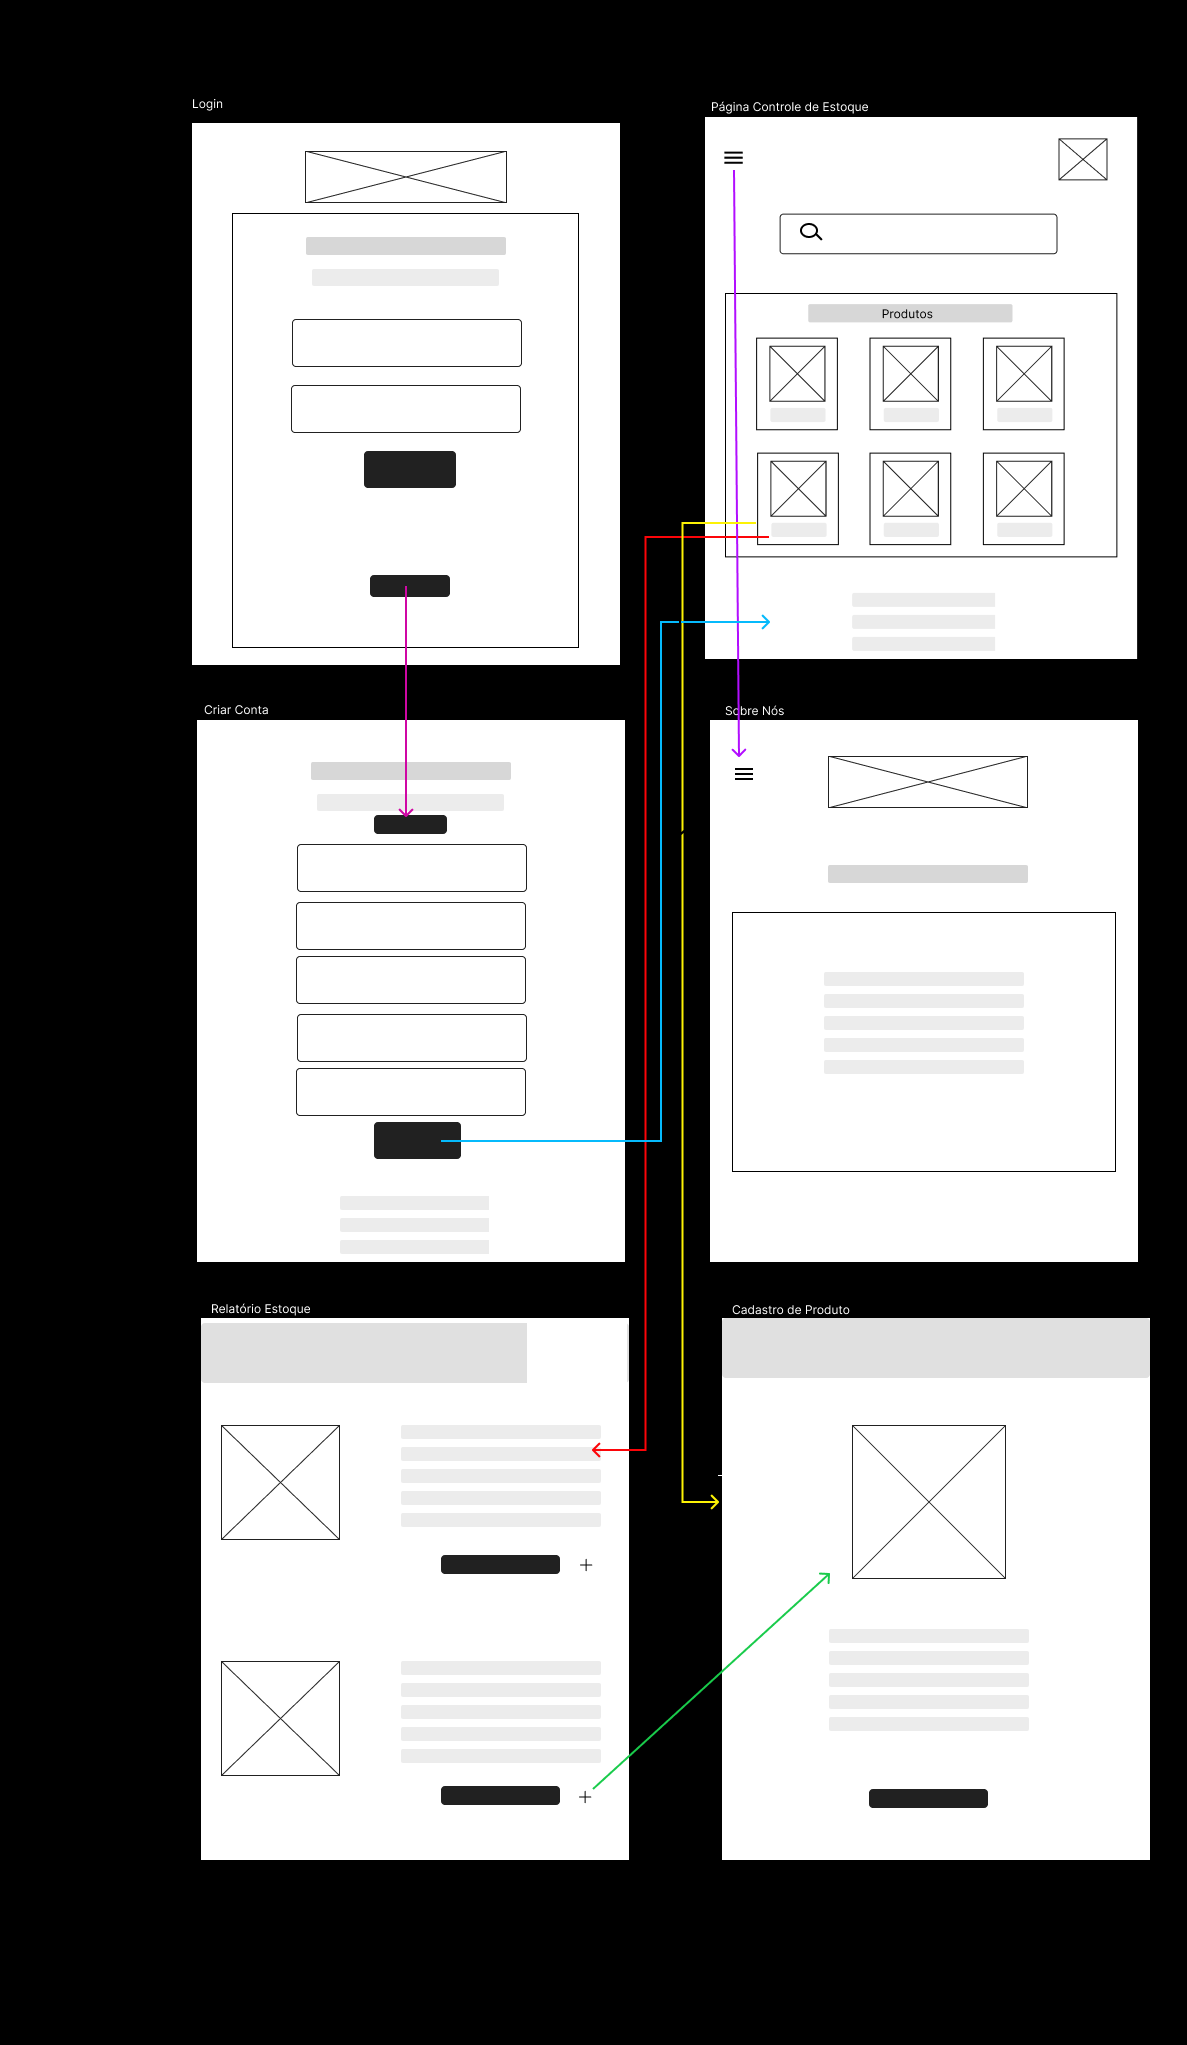 Login
Página Controle de Estoque
Produtos
Criar Conta
Sobre Nós
Relatório Estoque
Cadastro de Produto